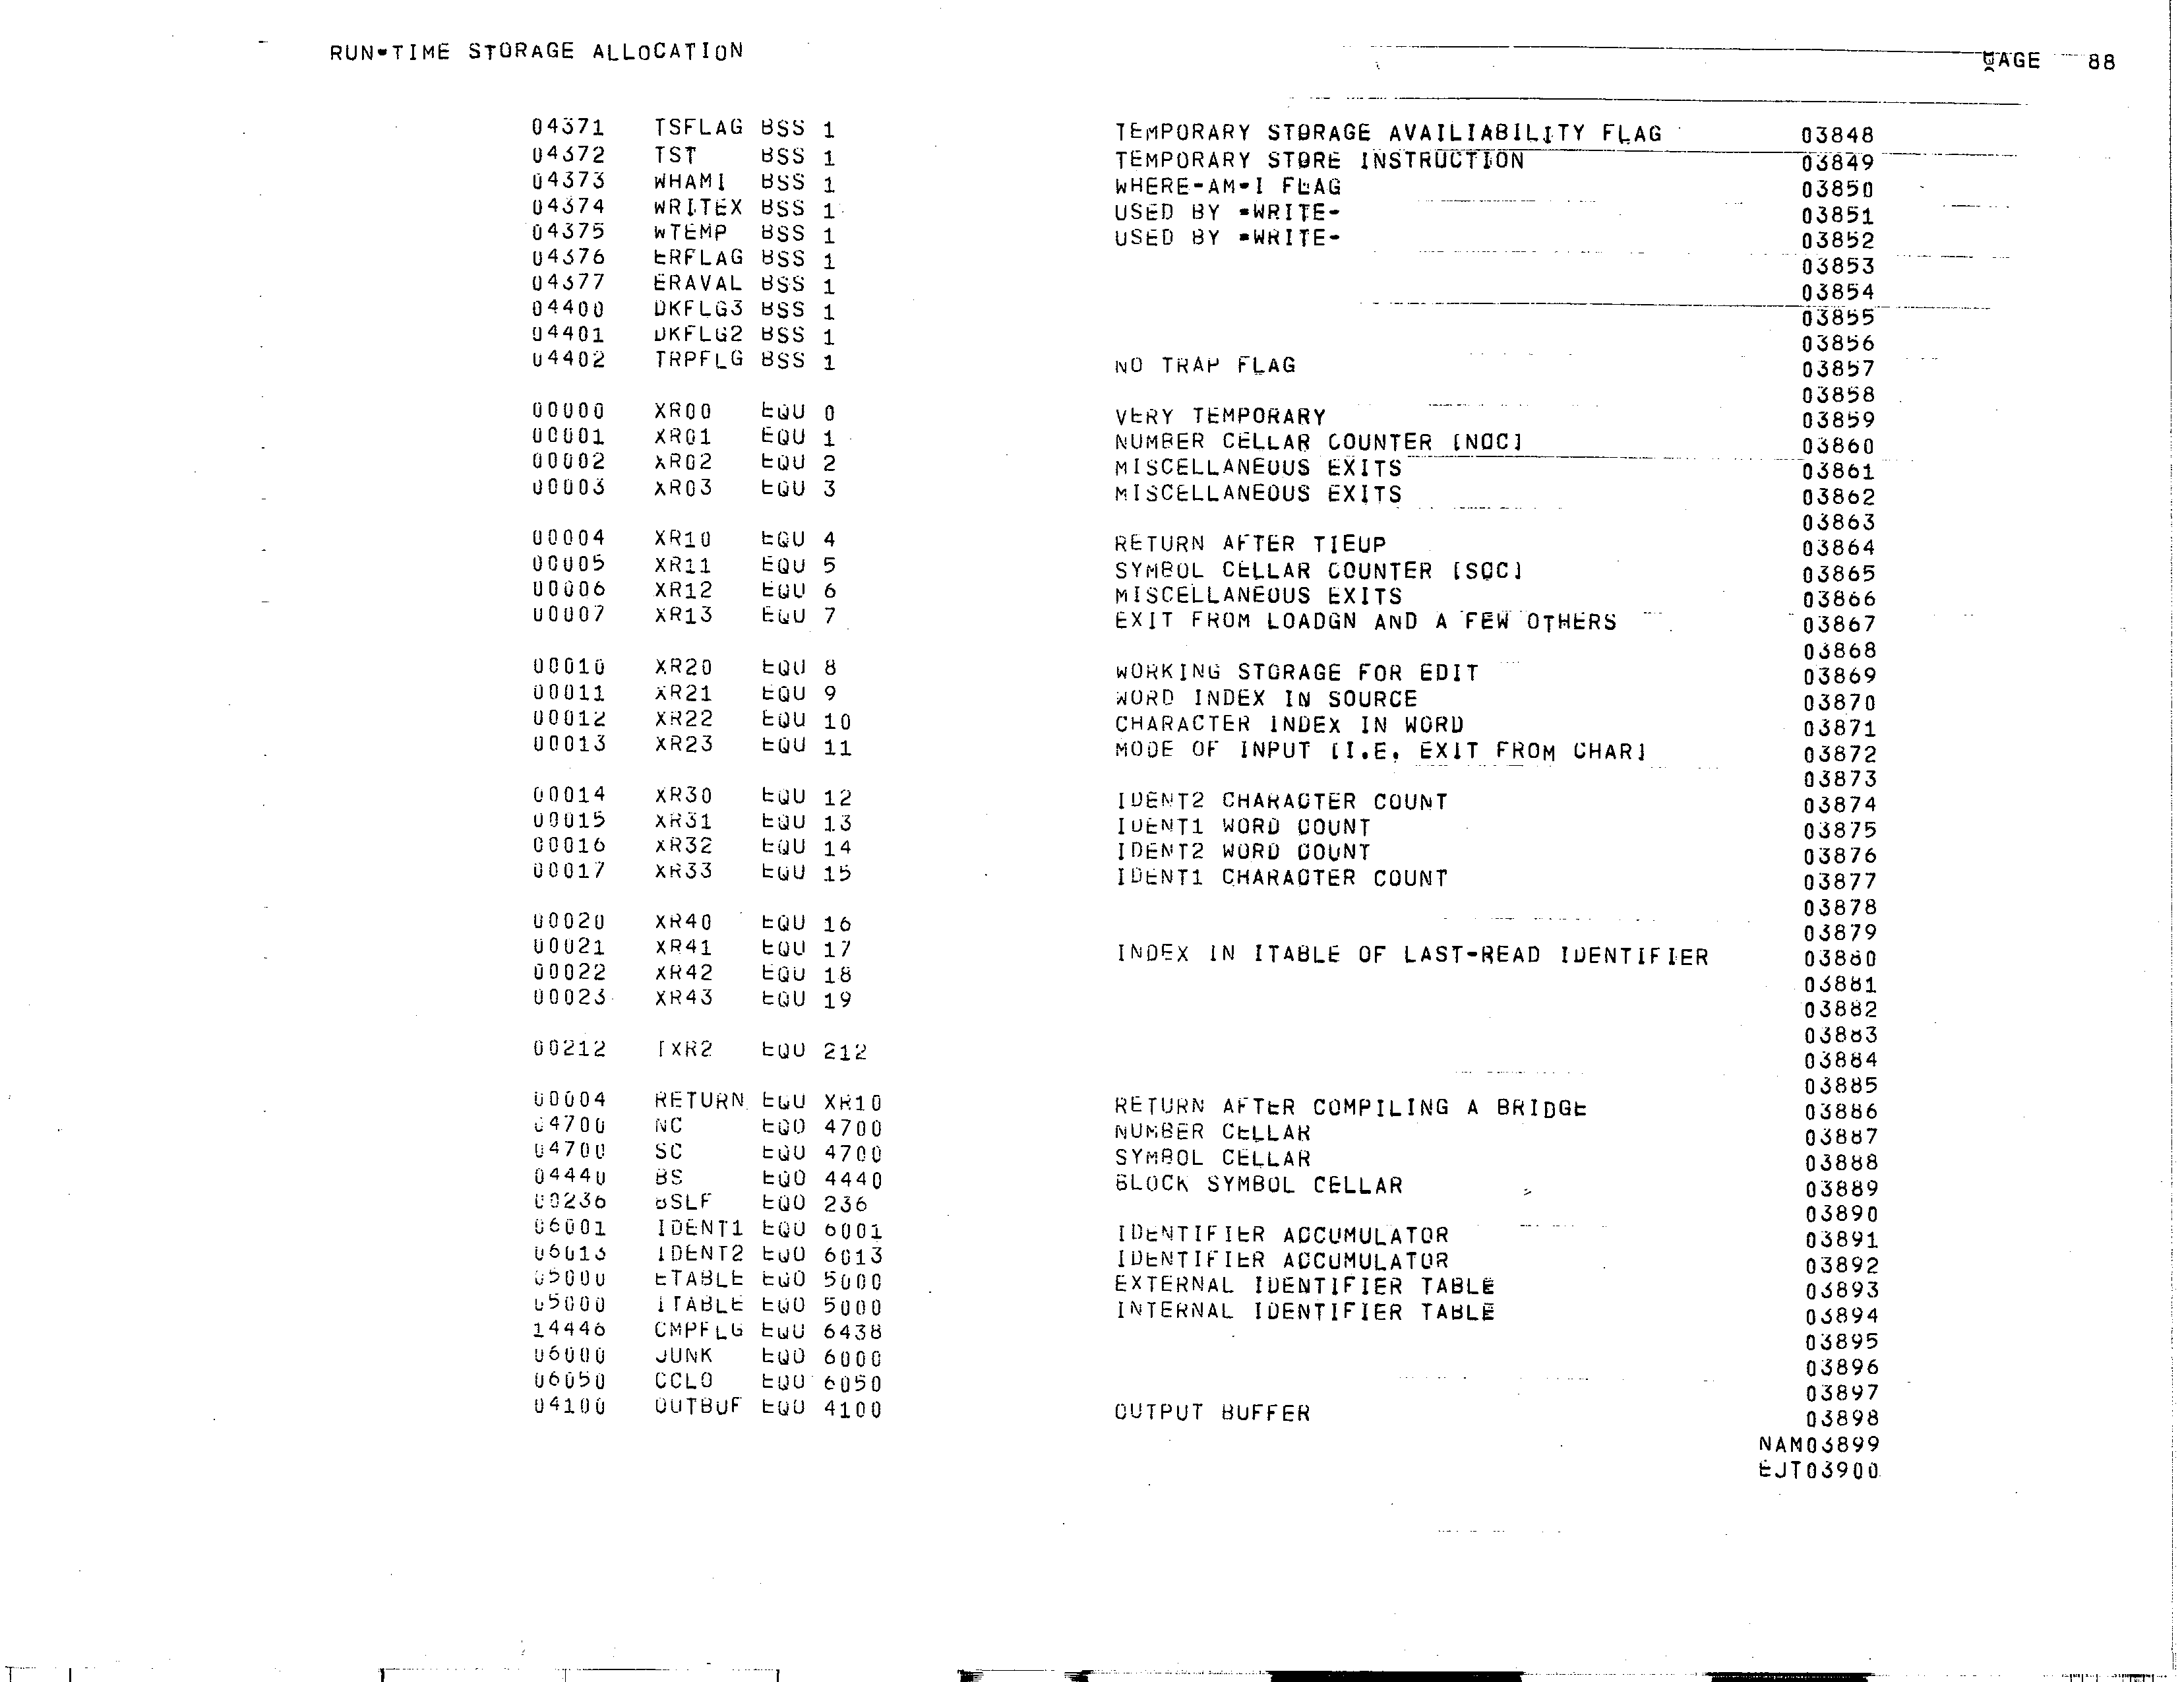 RUN-TIME STORAGE ALLOCATION PAGE 88
04371 TSFLAG BSS 1 TEMPORARY STORAGE AVAILIABILITY FLAG 03848
04372 TST BSS 1 TEMPORARY STORE INSTRUCTION 03849
04373 WHAMI BSS 1 WHERE-AM-I FLAG 03850
04374 WRITEX BSS 1 USED BY -WRITE- 03851
04375 WTEMP BSS 1 USED BY -WRITE- 03852
04376 ERFLAG BSS 1 03853
04377 ERAVAL BSS 1 03854
04400 DKFLG3 BSS 1 03855
04401 DKFLG2 BSS 1 03856
04402 TRPFLG BSS 1 NO TRAP FLAG 03857
03858
00000 XR00 EQU 0 VERY TEMPORARY 03859
00001 XR01 EQU 1 NUMBER CELLAR COUNTER [NOC] 03860
00002 XR02 EQU 2 MISCELLANEOUS EXITS 03861
00003 XR03 EQU 3 MISCELLANEOUS EXITS 03862
03863
00004 XR10 EQU 4 RETURN AFTER TIEUP 03864
00005 XR11 EQU 5 SYMBOL CELLAR COUNTER [SOC] 03865
00006 XR12 EQU 6 MISCELLANEOUS EXITS 03866
00007 XR13 EQU 7 EXIT FROM LOADGN AND A FEW OTHERS 03867
03868
00010 XR20 EQU 8 WORKING STORAGE FOR EDIT 03869
00011 XR21 EQU 9 WORD INDEX IN SOURCE 03870
00012 XR22 EQU 10 CHARACTER INDEX IN WORD 03871
00013 XR23 EQU 11 MODE OF INPUT [I.E. EXIT FROM CHAR] 03872
03873
00014 XR30 EQU 12 IDENT2 CHARACTER COUNT 03874
00015 XR31 EQU 13 IDENT1 WORD COUNT 03875
00016 XR32 EQU 14 IDENT2 WORD COUNT 03876
00017 XR33 EQU 15 IDENT1 CHARACTER COUNT 03877
03878
00020 XR40 EQU 16 03879
00021 XR41 EQU 17 INDEX IN ITABLE OF LAST-READ IDENTIFIER 03880
00022 XR42 EQU 18 03881
00023 XR43 EQU 19 03882
03883
00212 IXR2 EQO 212 03884
03885
00004 RETURN EQU XR10 RETURN AFTER COMPILING A BRIDGE 03886
04700 NC EQO 4700 NUMBER CELLAR 03887
04700 SC EQO 4700 SYMBOL CELLAR 03888
04440 BS EQO 4440 BLOCK SYMBOL CELLAR 03889
00236 BSLF EQO 236 03890
06001 IDENT1 EQO 6001 IDENTIFIER ACCUMULATOR 03891
06013 IDENT2 EQO 6013 IDENTIFIER ACCUMULATOR 03892
05000 ETABLE EQO 5000 EXTERNAL IDENTIFIER TABLE 03893
05000 ITABLE EQO 5000 INTERNAL IDENTIFIER TABLE 03894
14446 CMPFLG EQU 6438 03895
06000 JUNK EQO 6000 03896
06050 CCLO EQO 6050 03897
04100 OUTBUF EQO 4100 OUTPUT BUFFER 03898
NAM03899
EJT03900